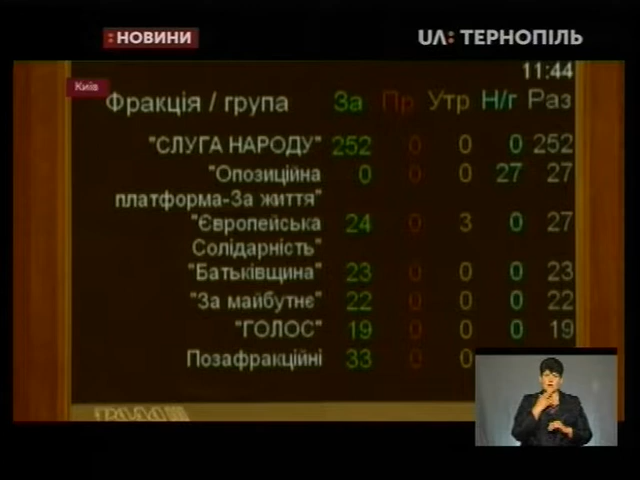 :НОВИНИ
UA: ТЕРНОПІЛЬ
11:44
Київ
Фракція / група За Пр Утр Н/г Раз
"СЛУГА НАРОДУ" 252 0 0 0 252
"Опозиційна 0 0 0 27 27
платформа-За життя"
"Європейська 24 0 3 0 27
Солідарність"
"Батьківщина" 23 0 0 0 23
"За майбутнє" 22 0 0 0 22
"ГОЛОС" 19 0 0 0 19
Позафракційні 33 0 0